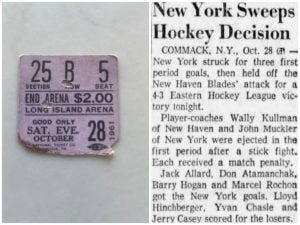 25 B 5
SECTION ROW SEAT
END ARENA $2.00
LONG ISLAND ARENA
GOOD ONLY
SAT. EVE. 28
OCTOBER
1961
New York Sweeps
Hockey Decision
COMMACK, N.Y., Oct. 28 (P) —
New York struck for three first
period goals, then held off the
New Haven Blades' attack for a
4-3 Eastern Hockey League vic-
tory tonight.
Player-coaches Wally Kullman
of New Haven and John Muckler
of New York were ejected in the
first period after a stick fight.
Each received a match penalty.
Jack Allard, Don Atamanchak,
Barry Hogan and Marcel Rochon
got the New York goals. Lloyd
Hinchberger, Yvan Chasle and
Jerry Casey scored for the losers.